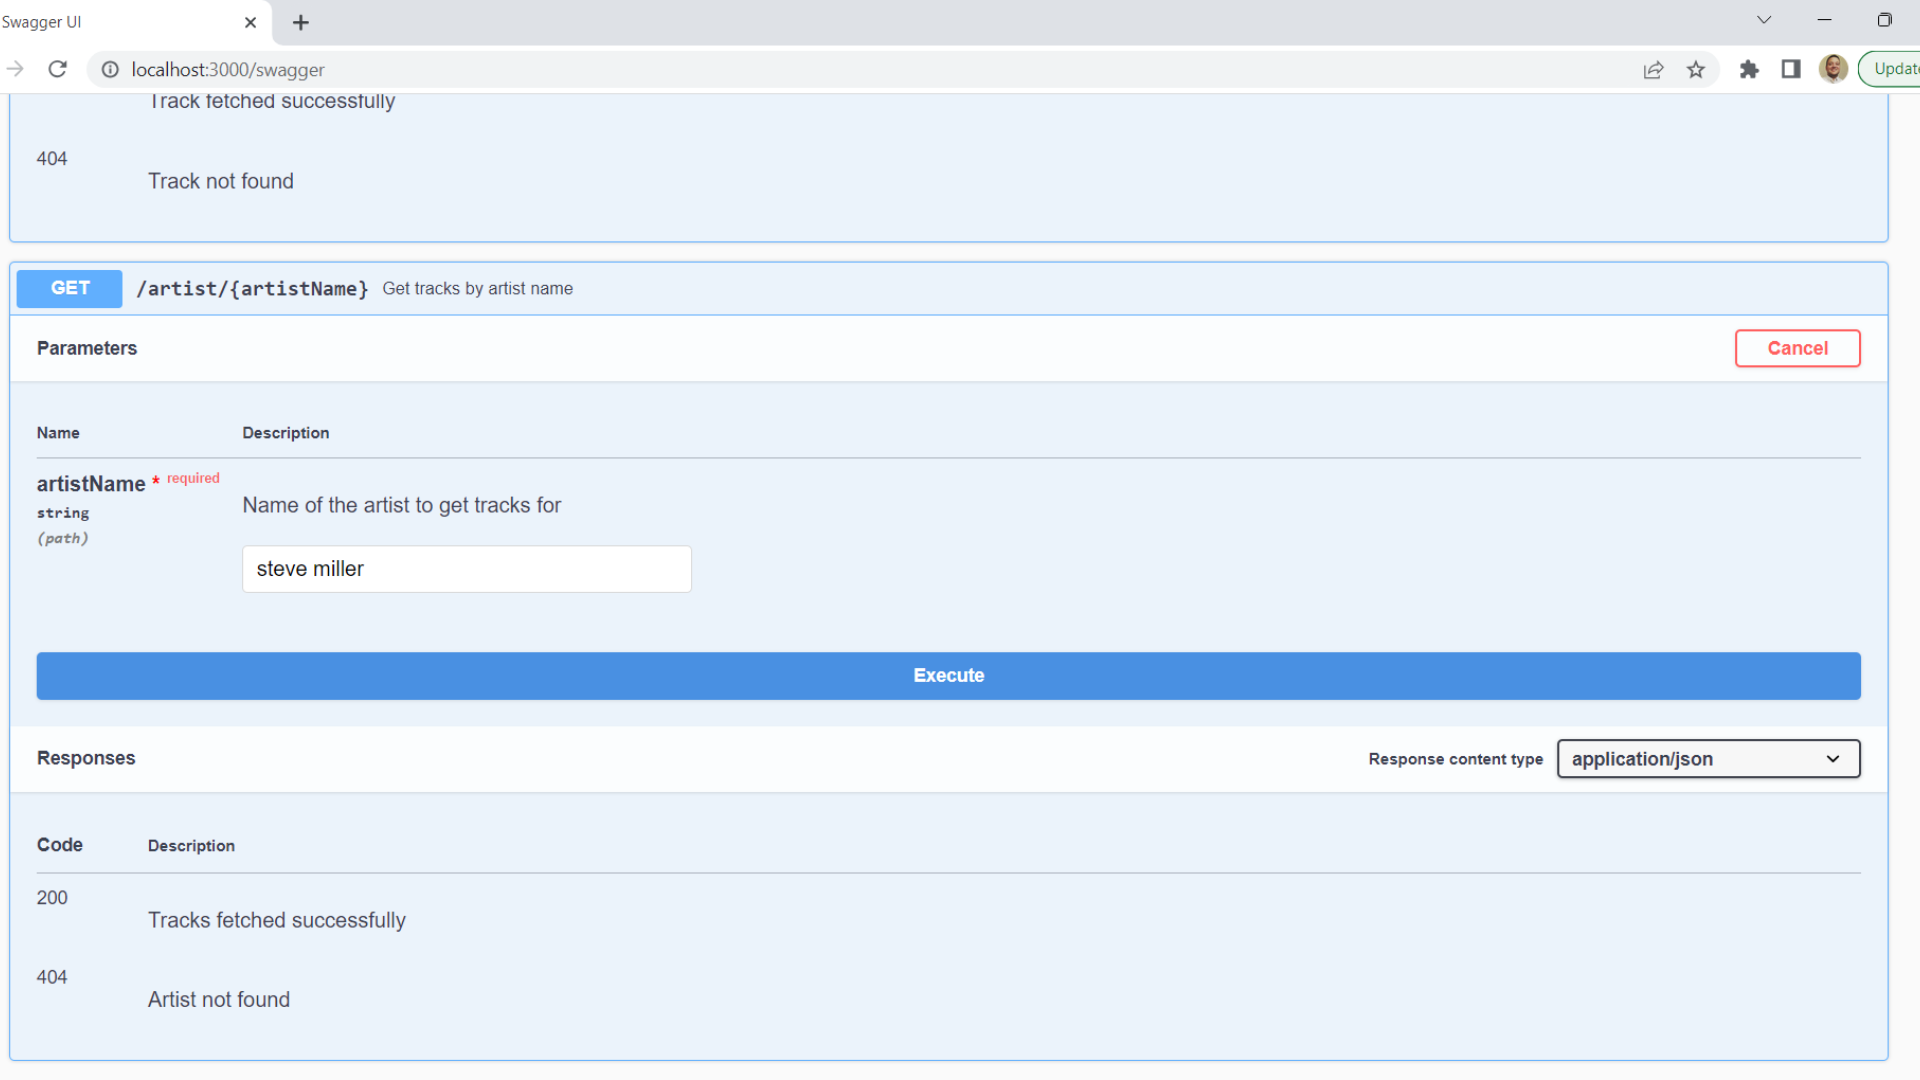 Swagger UI
localhost:3000/swagger
Update
Track fetched successfully
404
Track not found
GET /artist/{artistName} Get tracks by artist name
Parameters
Cancel
Name Description
artistName * required
string
(path)
Name of the artist to get tracks for
steve miller
Execute
Responses
Response content type application/json
Code Description
200
Tracks fetched successfully
404
Artist not found